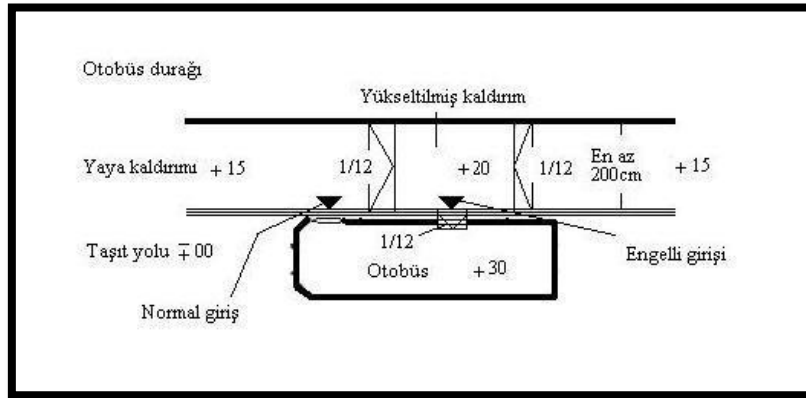 Otobüs durağı
Yükseltilmiş kaldırım
Yaya kaldırımı +15
1/12
+20
1/12
En az
200cm
+15
Taşıt yolu ∓00
1/12
Otobüs +30
Engelli girişi
Normal giriş